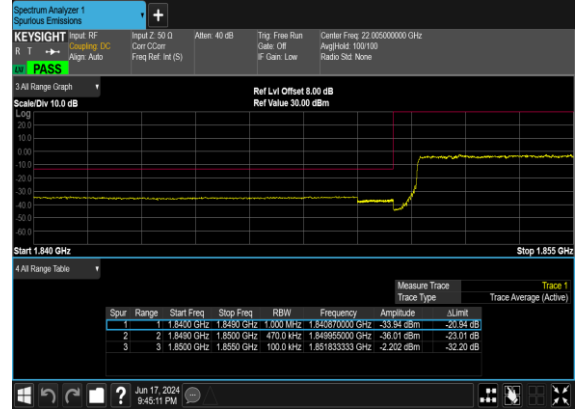 Spectrum Analyzer 1
Spurious Emissions
+
KEYSIGHT Input: RF Input Z: 50 Ω Atten: 40 dB Trig: Free Run Center Freq: 22.005000000 GHz
R T Coupling: DC Corr CCorr Gate: Off Avg|Hold: 100/100
Align: Auto Freq Ref: Int (S) IF Gain: Low Radio Std: None
PASS
3 All Range Graph Ref Lvl Offset 8.00 dB
Scale/Div 10.0 dB Ref Value 30.00 dBm
Log
20.0
10.0
0.00
-10.0
-20.0
-30.0
-40.0
-50.0
-60.0
Start 1.840 GHz Stop 1.855 GHz
4 All Range Table
Measure Trace Trace 1
Trace Type Trace Average (Active)
Spur Range Start Freq Stop Freq RBW Frequency Amplitude ΔLimit
1 1 1.8400 GHz 1.8490 GHz 1.000 MHz 1.840870000 GHz -33.94 dBm -20.94 dB
2 2 1.8490 GHz 1.8500 GHz 470.0 kHz 1.849955000 GHz -36.01 dBm -23.01 dB
3 3 1.8500 GHz 1.8550 GHz 100.0 kHz 1.851833333 GHz -2.202 dBm -32.20 dB
? Jun 17, 2024
9:45:11 PM